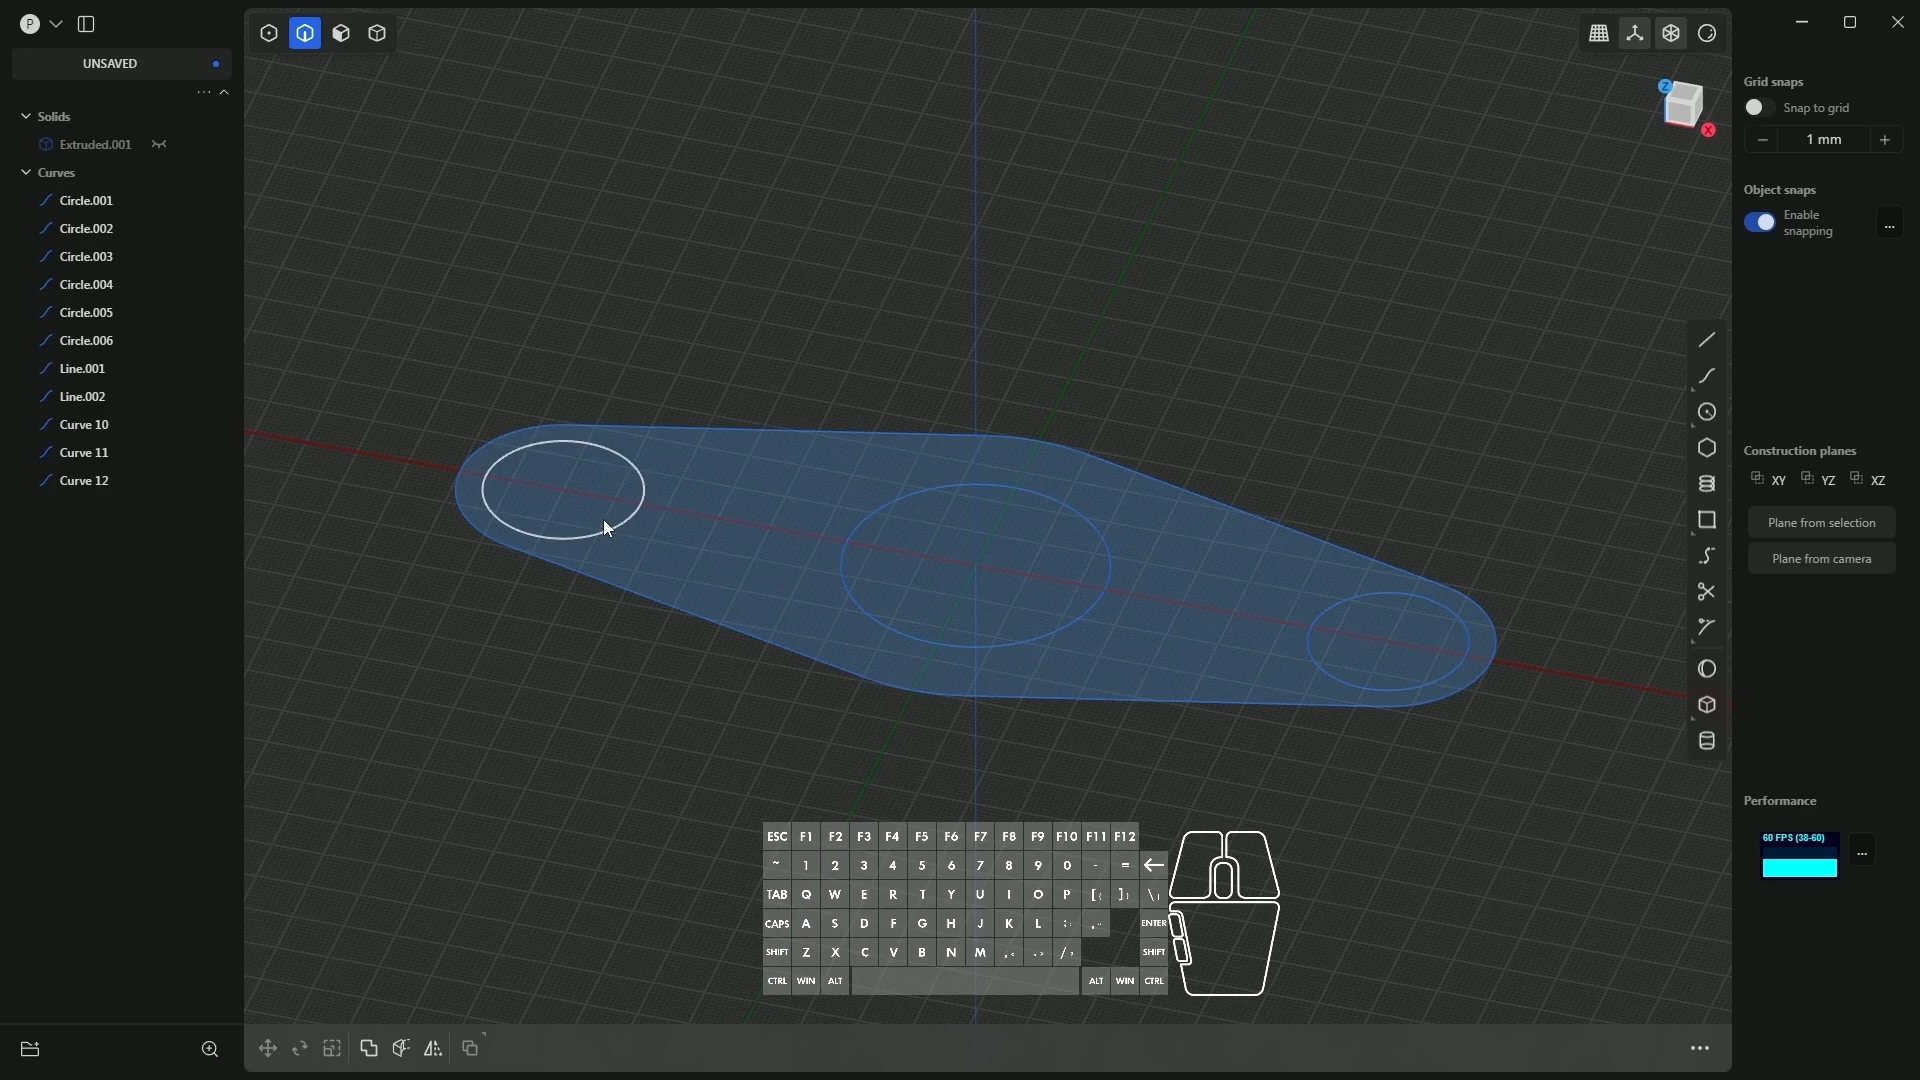 P
UNSAVED
Solids
Extruded.001
Curves
Circle.001
Circle.002
Circle.003
Circle.004
Circle.005
Circle.006
Line.001
Line.002
Curve 10
Curve 11
Curve 12
Z
X
Grid snaps
Snap to grid
1 mm
Object snaps
Enable
snapping
...
Construction planes
XY YZ XZ
Plane from selection
Plane from camera
Performance
60 FPS (38-60)
...
ESC F1 F2 F3 F4 F5 F6 F7 F8 F9 F10 F11 F12
~ 1 2 3 4 5 6 7 8 9 0 - =
TAB Q W E R T Y U I O P [{ ]} \|
CAPS A S D F G H J K L ;: ," ENTER
SHIFT Z X C V B N M ,< .> /? SHIFT
CTRL WIN ALT ALT WIN CTRL